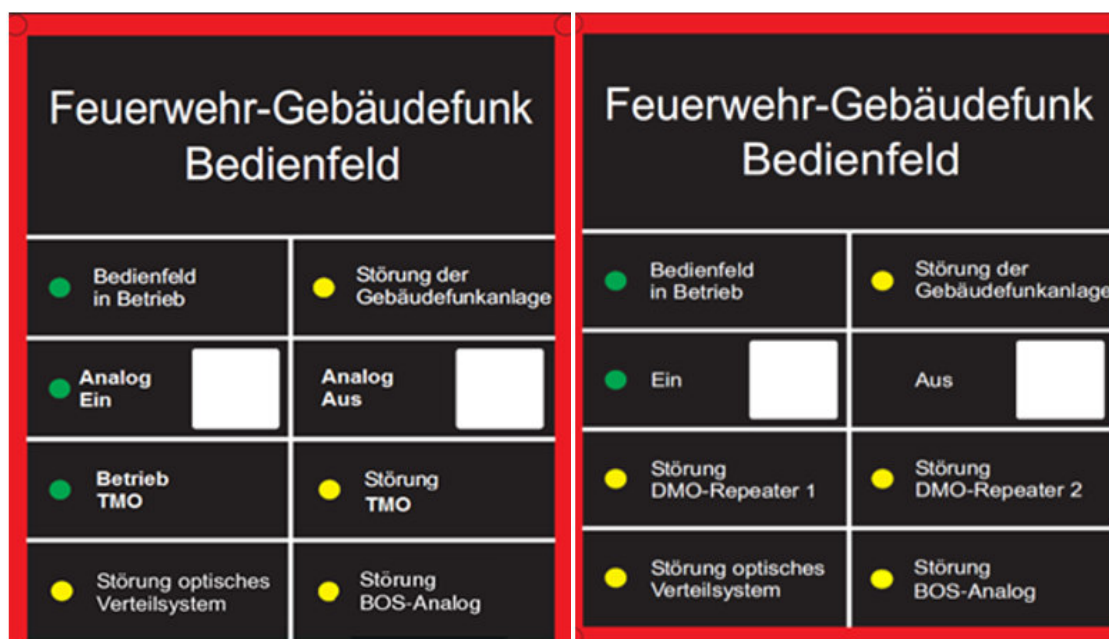 Feuerwehr-Gebäudefunk
Bedienfeld
Bedienfeld
in Betrieb
Störung der
Gebäudefunkanlage
Analog
Ein
Analog
Aus
Betrieb
TMO
Störung
TMO
Störung optisches
Verteilsystem
Störung
BOS-Analog
Feuerwehr-Gebäudefunk
Bedienfeld
Bedienfeld
in Betrieb
Störung der
Gebäudefunkanlage
Ein
Aus
Störung
DMO-Repeater 1
Störung
DMO-Repeater 2
Störung optisches
Verteilsystem
Störung
BOS-Analog